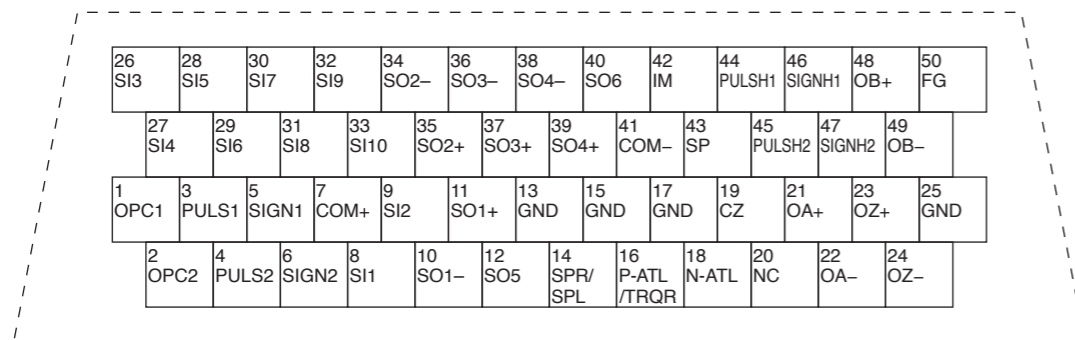 26 28 30 32 34 36 38 40 42 44 46 48 50
SI3 SI5 SI7 SI9 SO2− SO3− SO4− SO6 IM PULSH1 SIGNH1 OB+ FG
27 29 31 33 35 37 39 41 43 45 47 49
SI4 SI6 SI8 SI10 SO2+ SO3+ SO4+ COM− SP PULSH2 SIGNH2 OB−
1 3 5 7 9 11 13 15 17 19 21 23 25
OPC1 PULS1 SIGN1 COM+ SI2 SO1+ GND GND GND CZ OA+ OZ+ GND
2 4 6 8 10 12 14 16 18 20 22 24
OPC2 PULS2 SIGN2 SI1 SO1− SO5 SPR/ P-ATL N-ATL NC OA− OZ−
SPL /TRQR